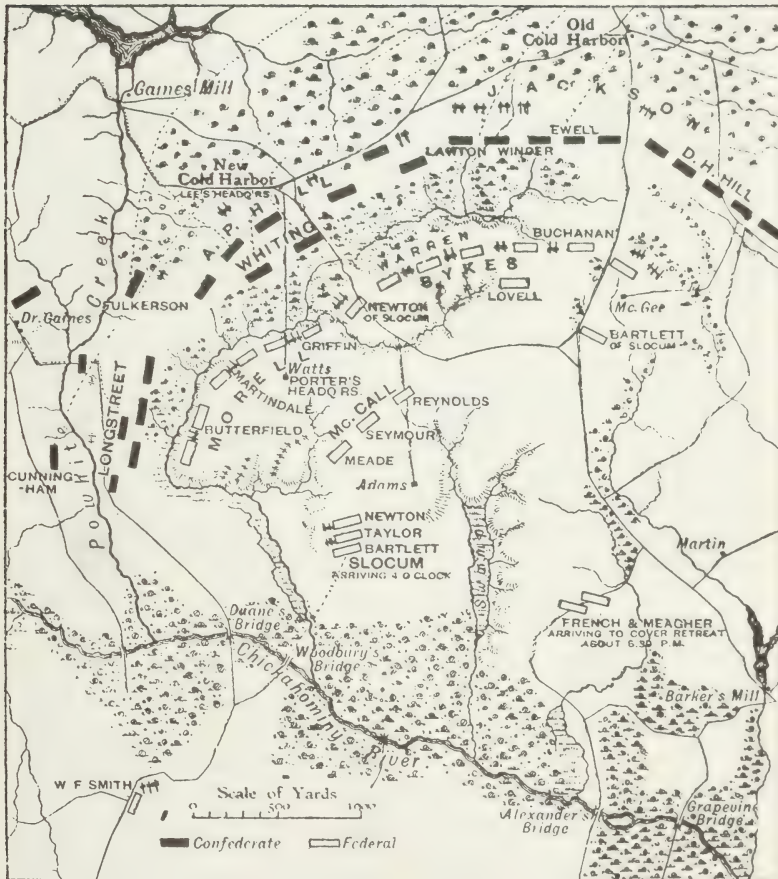 Old
Cold Harbor
Gaines Mill
JACKSON
EWELL
LAWTON WINDER
D. H. HILL
New
Cold Harbor
LEE'S HEADQ'RS
A. P. HILL
WHITING
WARREN
BUCHANAN
SYKES
LOVELL
NEWTON
OF SLOCUM
Mc. Gee
BARTLETT
OF SLOCUM
FULKERSON
Dr. Gaines
Powhite Creek
GRIFFIN
Watts
PORTER'S
HEADQ'RS.
MORELL
MARTINDALE
BUTTERFIELD
McCALL
REYNOLDS
SEYMOUR
MEADE
Adams
LONGSTREET
CUNNING
-HAM
NEWTON
TAYLOR
BARTLETT
SLOCUM
ARRIVING 4 O'CLOCK
Swamp
Martin
FRENCH & MEAGHER
ARRIVING TO COVER RETREAT
ABOUT 6.30 P.M.
Duane's
Bridge
Woodbury's
Bridge
Chickahominy
River
Barker's Mill
W F SMITH
Scale of Yards
0 500 1000
Alexander's
Bridge
Grapevine
Bridge
Confederate Federal